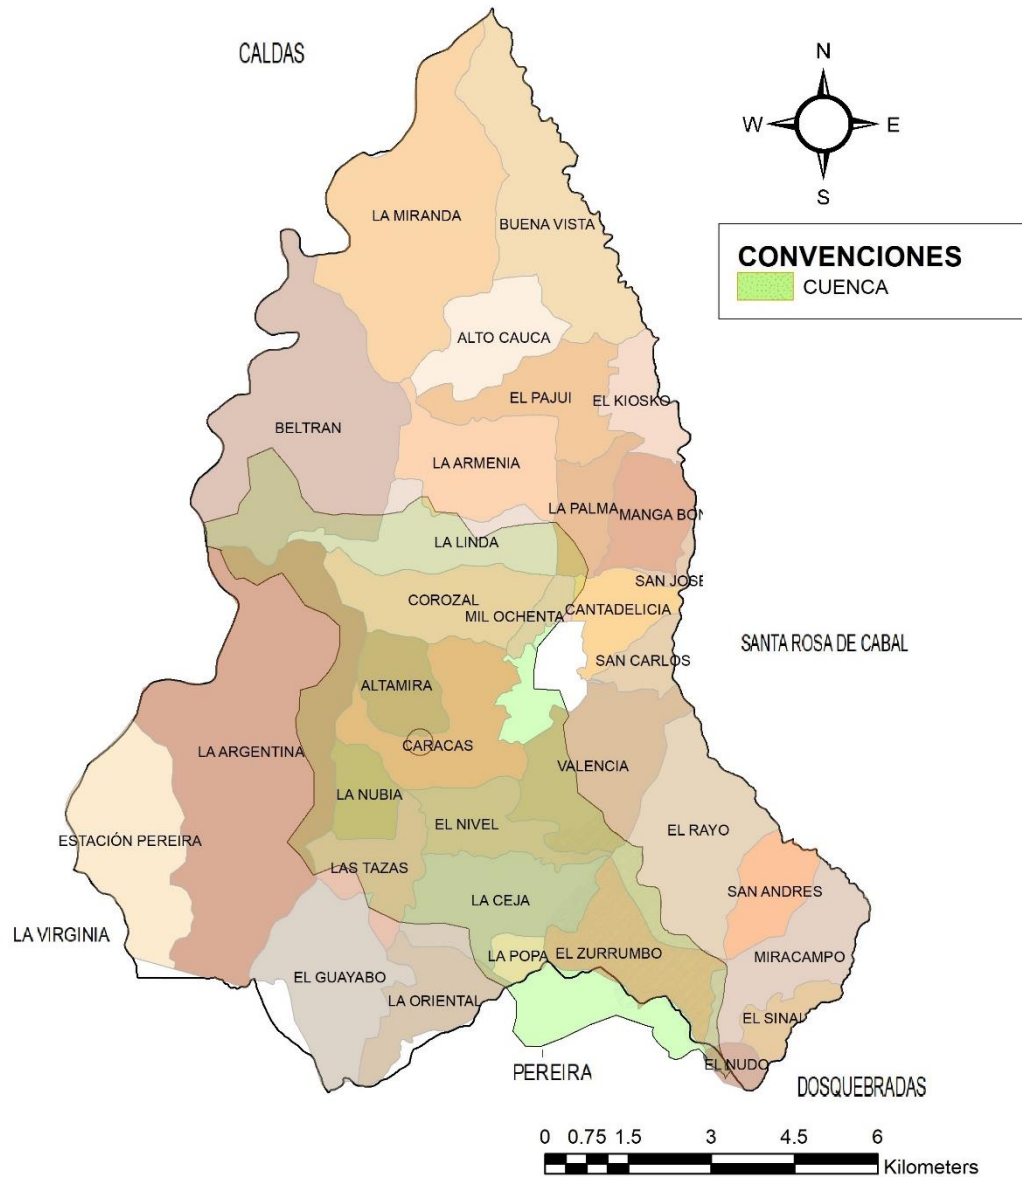 CALDAS
N
W
E
S
LA MIRANDA
BUENA VISTA
CONVENCIONES
CUENCA
ALTO CAUCA
EL PAJUI
EL KIOSKO
BELTRAN
LA ARMENIA
LA PALMA
MANGA BON
LA LINDA
SAN JOSE
COROZAL
MIL OCHENTA
CANTADELICIA
SAN CARLOS
SANTA ROSA DE CABAL
ALTAMIRA
LA ARGENTINA
CARACAS
VALENCIA
LA NUBIA
EL NIVEL
EL RAYO
ESTACIÓN PEREIRA
LAS TAZAS
SAN ANDRES
LA CEJA
LA VIRGINIA
LA POPA
EL ZURRUMBO
MIRACAMPO
EL GUAYABO
LA ORIENTAL
EL SINAI
EL NUDO
PEREIRA
DOSQUEBRADAS
0 0.75 1.5 3 4.5 6
Kilometers